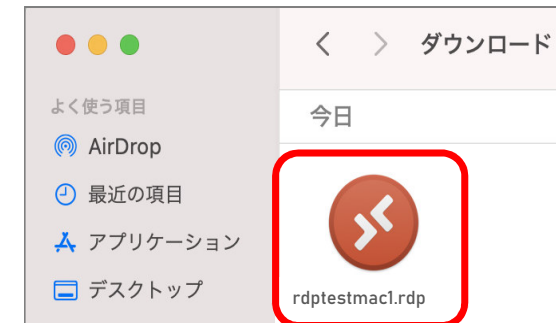 ダウンロード
よく使う項目
AirDrop
最近の項目
アプリケーション
デスクトップ
今日
rdptestmac1.rdp